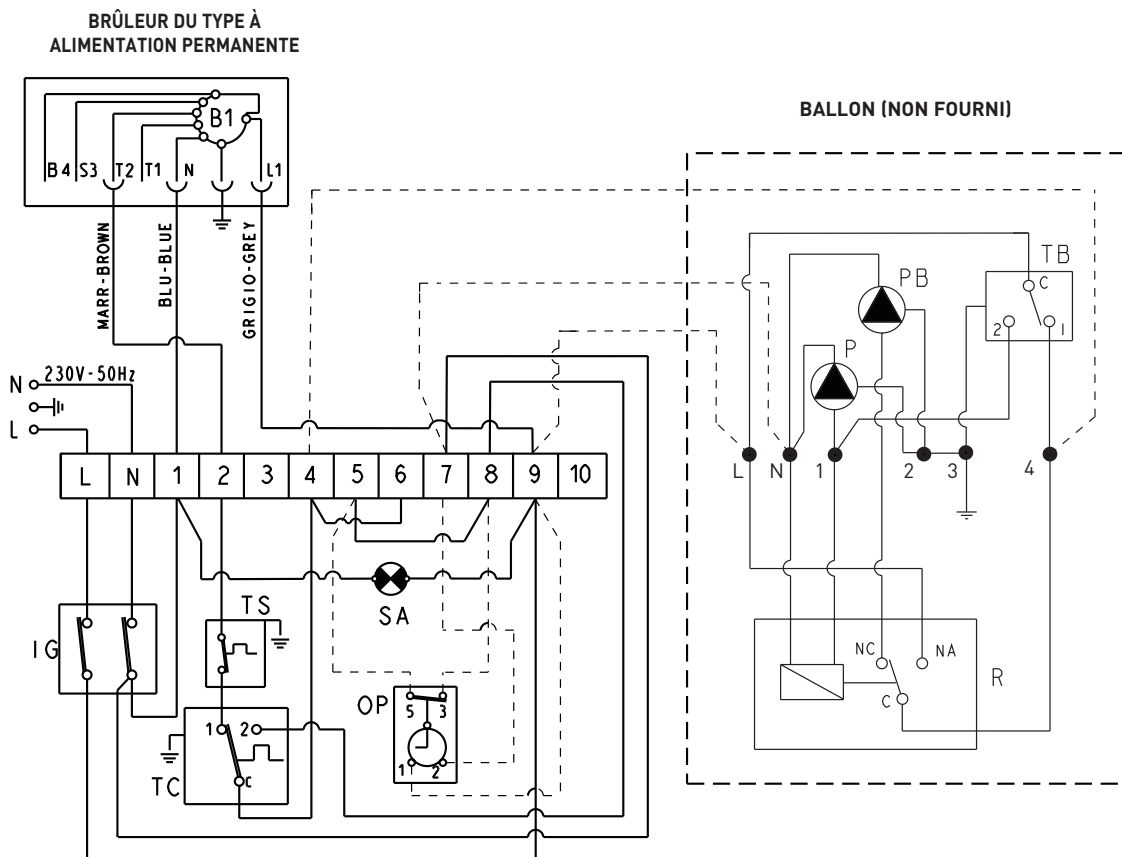 BRÛLEUR DU TYPE À
ALIMENTATION PERMANENTE
B1
B4 S3 T2 T1 N L1
MARR-BROWN
BLU-BLUE
GRIGIO-GREY
BALLON (NON FOURNI)
TB
C
2 1
PB
P
N 230V-50Hz
L
L N 1 2 3 4 5 6 7 8 9 10
L N 1 2 3 4
SA
IG
TS
TC
1 2
C
OP
5 3
1 2
NC NA
C
R